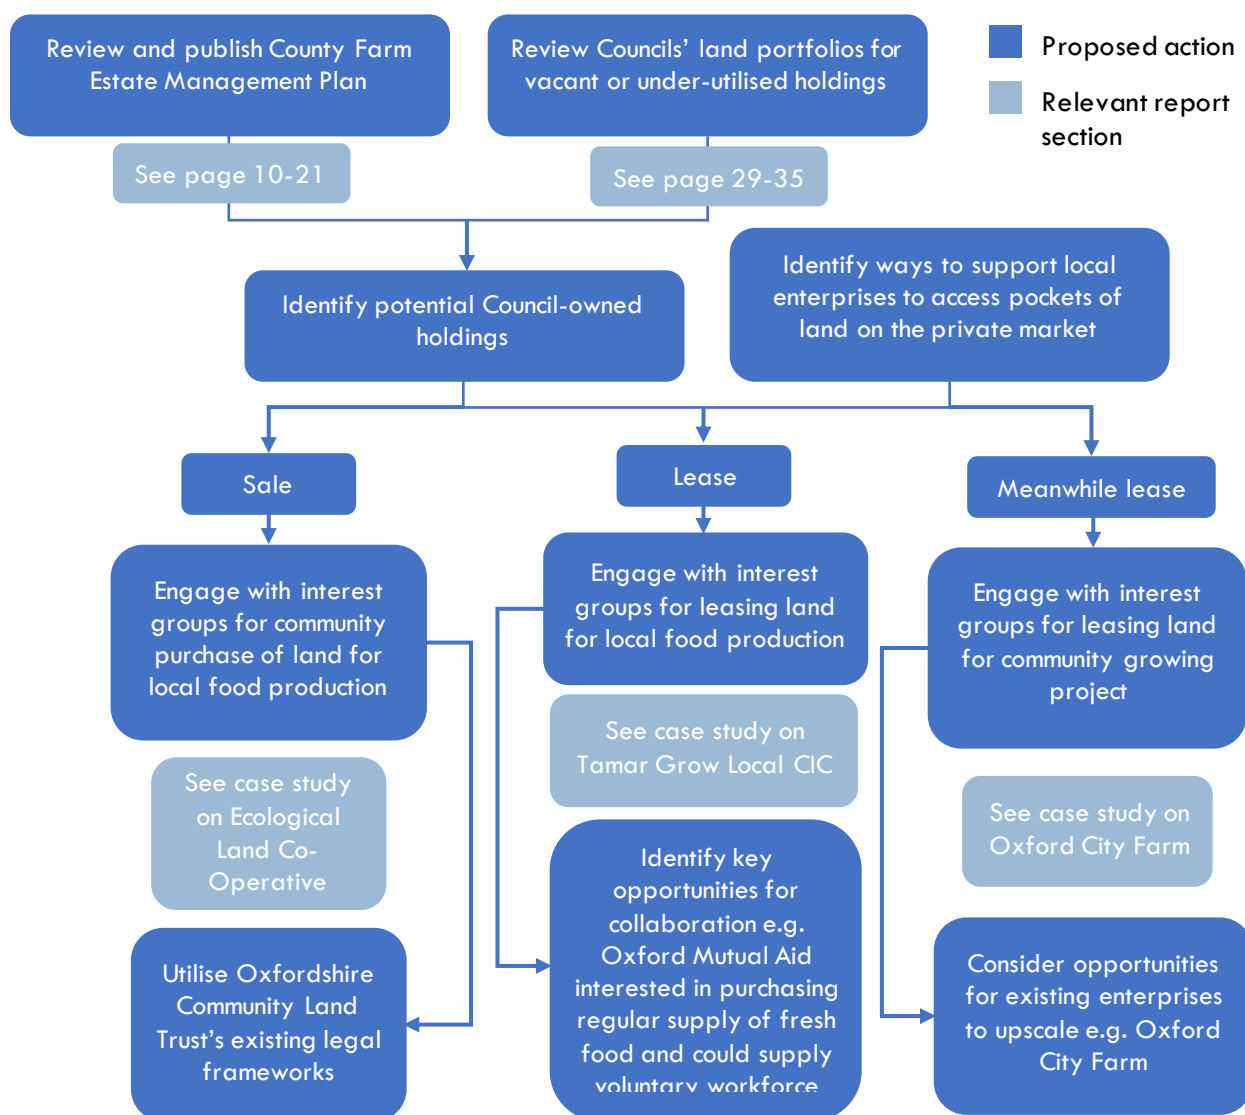 Review and publish County Farm
Estate Management Plan
Review Councils' land portfolios for
vacant or under-utilised holdings
Proposed action
Relevant report
section
See page 10-21
See page 29-35
Identify potential Council-owned
holdings
Identify ways to support local
enterprises to access pockets of
land on the private market
Sale
Lease
Meanwhile lease
Engage with interest
groups for community
purchase of land for
local food production
Engage with interest
groups for leasing land
for local food production
Engage with interest
groups for leasing land
for community growing
project
See case study
on Ecological
Land Co-
Operative
See case study on
Tamar Grow Local CIC
See case study on
Oxford City Farm
Utilise Oxfordshire
Community Land
Trust's existing legal
frameworks
Identify key
opportunities for
collaboration e.g.
Oxford Mutual Aid
interested in purchasing
regular supply of fresh
food and could supply
voluntary workforce
Consider opportunities
for existing enterprises
to upscale e.g. Oxford
City Farm